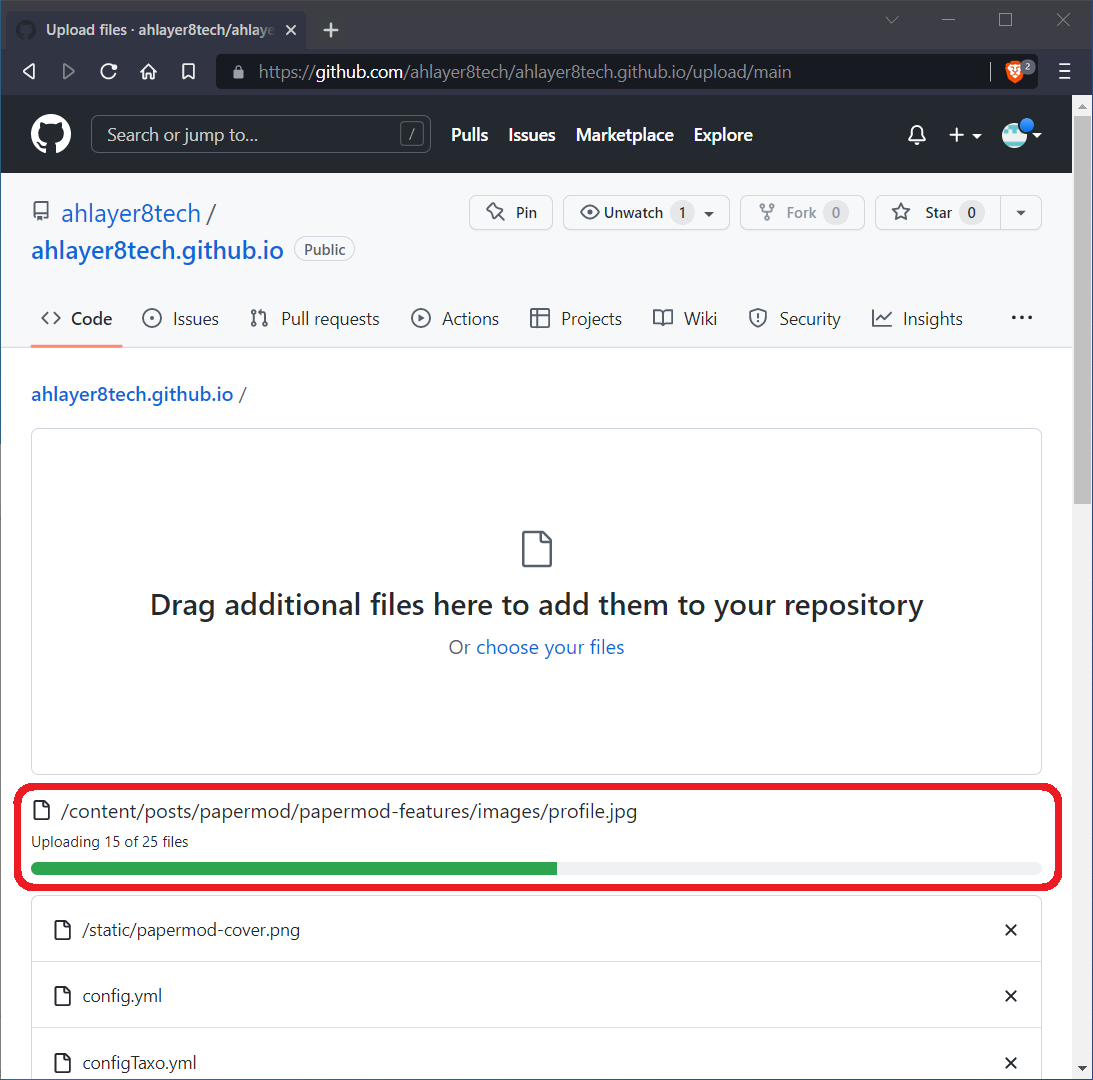 Upload files · ahlayer8tech/ahlaye
https://github.com/ahlayer8tech/ahlayer8tech.github.io/upload/main
2
Search or jump to...
/
Pulls
Issues
Marketplace
Explore
ahlayer8tech /
ahlayer8tech.github.io
Public
Pin
Unwatch 1
Fork 0
Star 0
Code
Issues
Pull requests
Actions
Projects
Wiki
Security
Insights
ahlayer8tech.github.io /
Drag additional files here to add them to your repository
Or choose your files
/content/posts/papermod/papermod-features/images/profile.jpg
Uploading 15 of 25 files
/static/papermod-cover.png
config.yml
configTaxo.yml